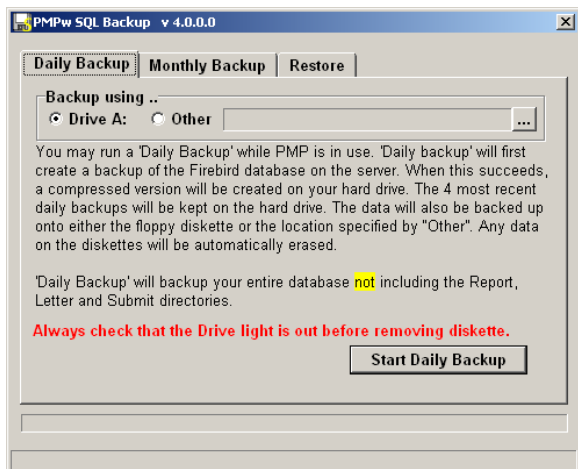 PMPw SQL Backup v 4.0.0.0
Daily Backup Monthly Backup Restore
Backup using ..
Drive A: Other ...
You may run a 'Daily Backup' while PMP is in use. 'Daily backup' will first
create a backup of the Firebird database on the server. When this succeeds,
a compressed version will be created on your hard drive. The 4 most recent
daily backups will be kept on the hard drive. The data will also be backed up
onto either the floppy diskette or the location specified by "Other". Any data
on the diskettes will be automatically erased.
'Daily Backup' will backup your entire database not including the Report,
Letter and Submit directories.
Always check that the Drive light is out before removing diskette.
Start Daily Backup